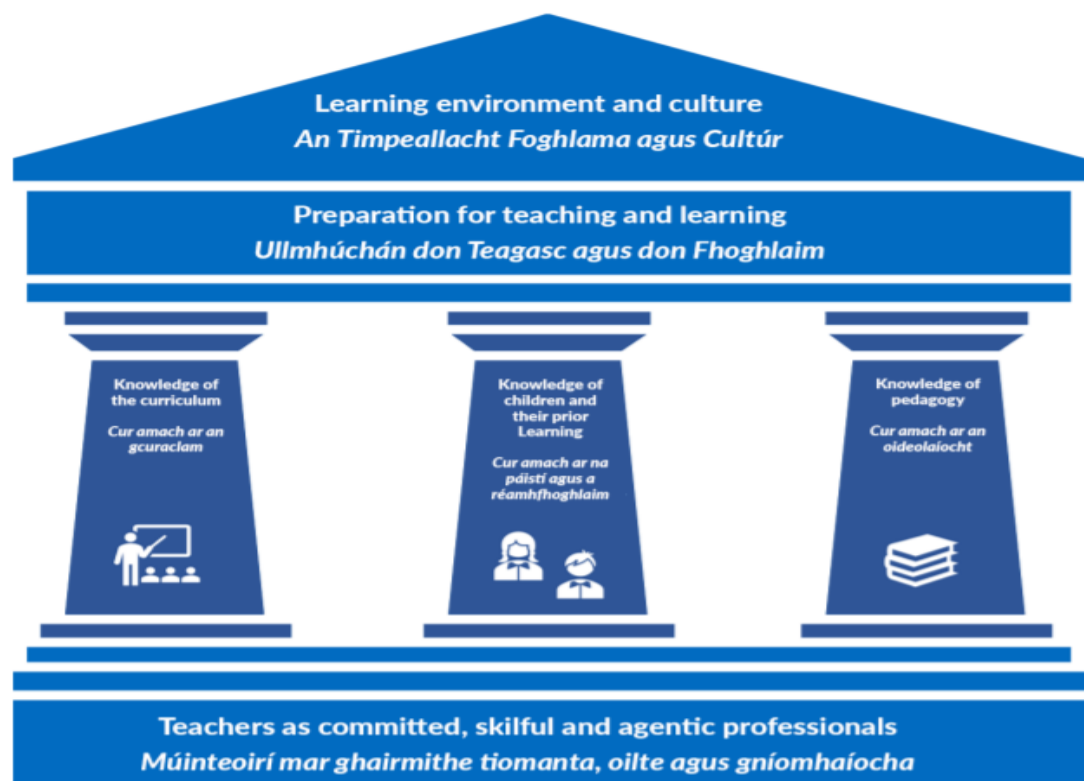 Learning environment and culture
An Timpeallacht Foghlama agus Cultúr
Preparation for teaching and learning
Ullmhúchán don Teagasc agus don Fhoghlaim
Knowledge of
the curriculum
Cur amach ar an
gcuraclam
Knowledge of
children and
their prior
Learning
Cur amach ar na
páistí agus a
réamhfhoghlaim
Knowledge of
pedagogy
Cur amach ar an
oideolaíocht
Teachers as committed, skilful and agentic professionals
Múinteoirí mar ghairmithe tiomanta, oilte agus gníomhaíocha